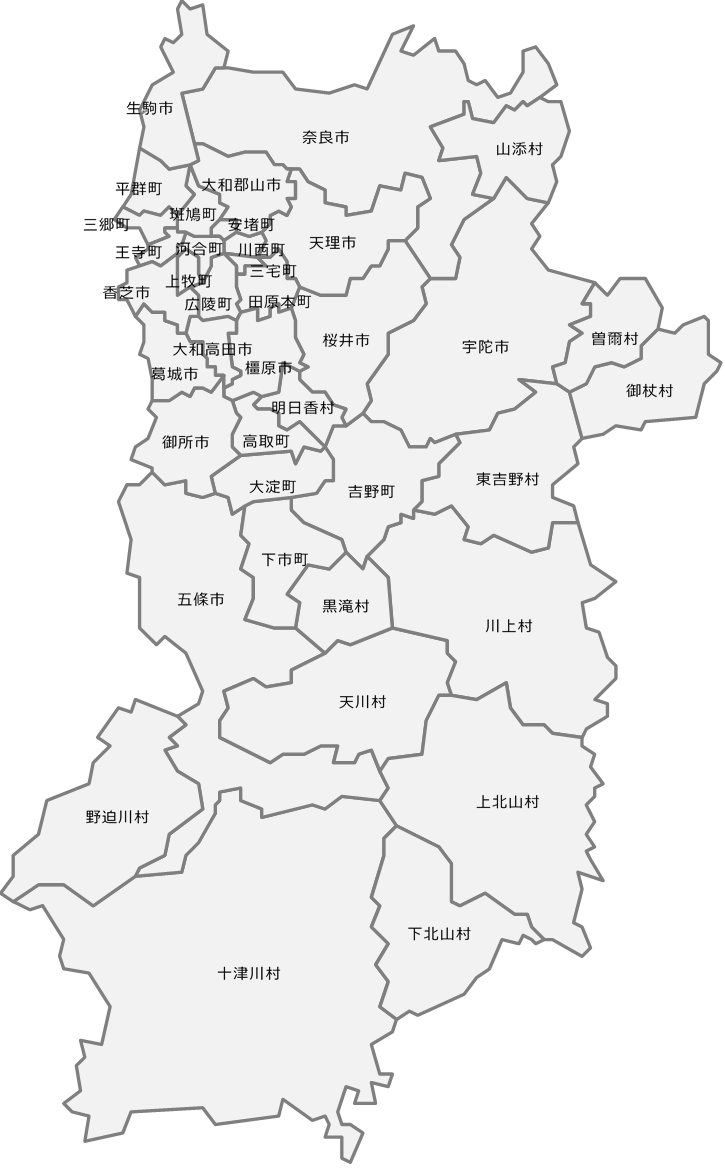 生駒市
奈良市
山添村
平群町
大和郡山市
斑鳩町
三郷町
安堵町
天理市
王寺町
河合町
川西町
三宅町
上牧町
香芝市
広陵町
田原本町
桜井市
宇陀市
曽爾村
大和高田市
橿原市
葛城市
御杖村
明日香村
御所市
高取町
大淀町
吉野町
東吉野村
下市町
五條市
黒滝村
川上村
天川村
上北山村
野迫川村
下北山村
十津川村